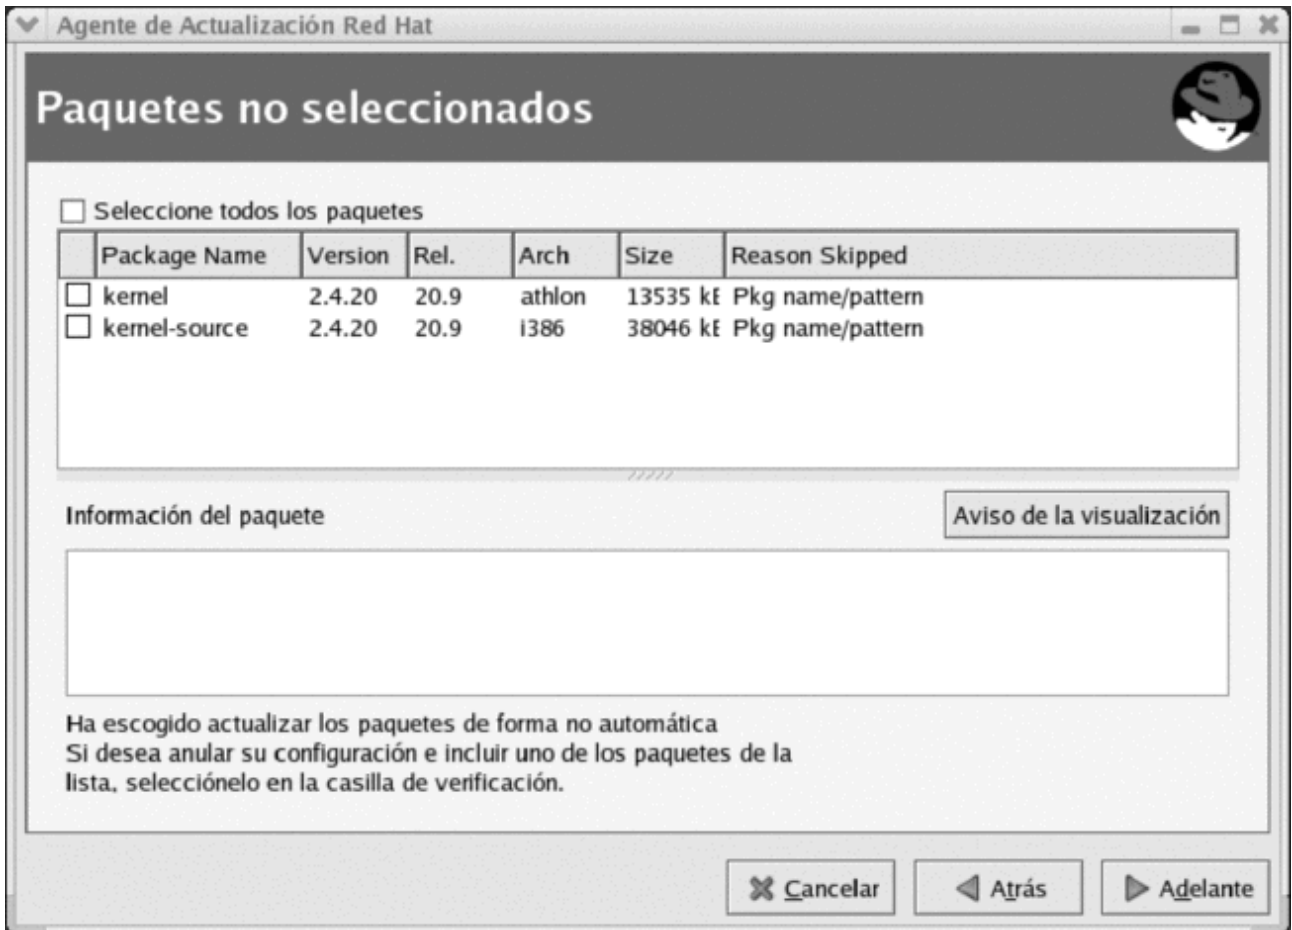 Agente de Actualización Red Hat
Paquetes no seleccionados
Seleccione todos los paquetes
Package Name Version Rel. Arch Size Reason Skipped
kernel 2.4.20 20.9 athlon 13535 kB Pkg name/pattern
kernel-source 2.4.20 20.9 i386 38046 kB Pkg name/pattern
Información del paquete
Aviso de la visualización
Ha escogido actualizar los paquetes de forma no automática
Si desea anular su configuración e incluir uno de los paquetes de la
lista, selecciónelo en la casilla de verificación.
Cancelar Atrás Adelante